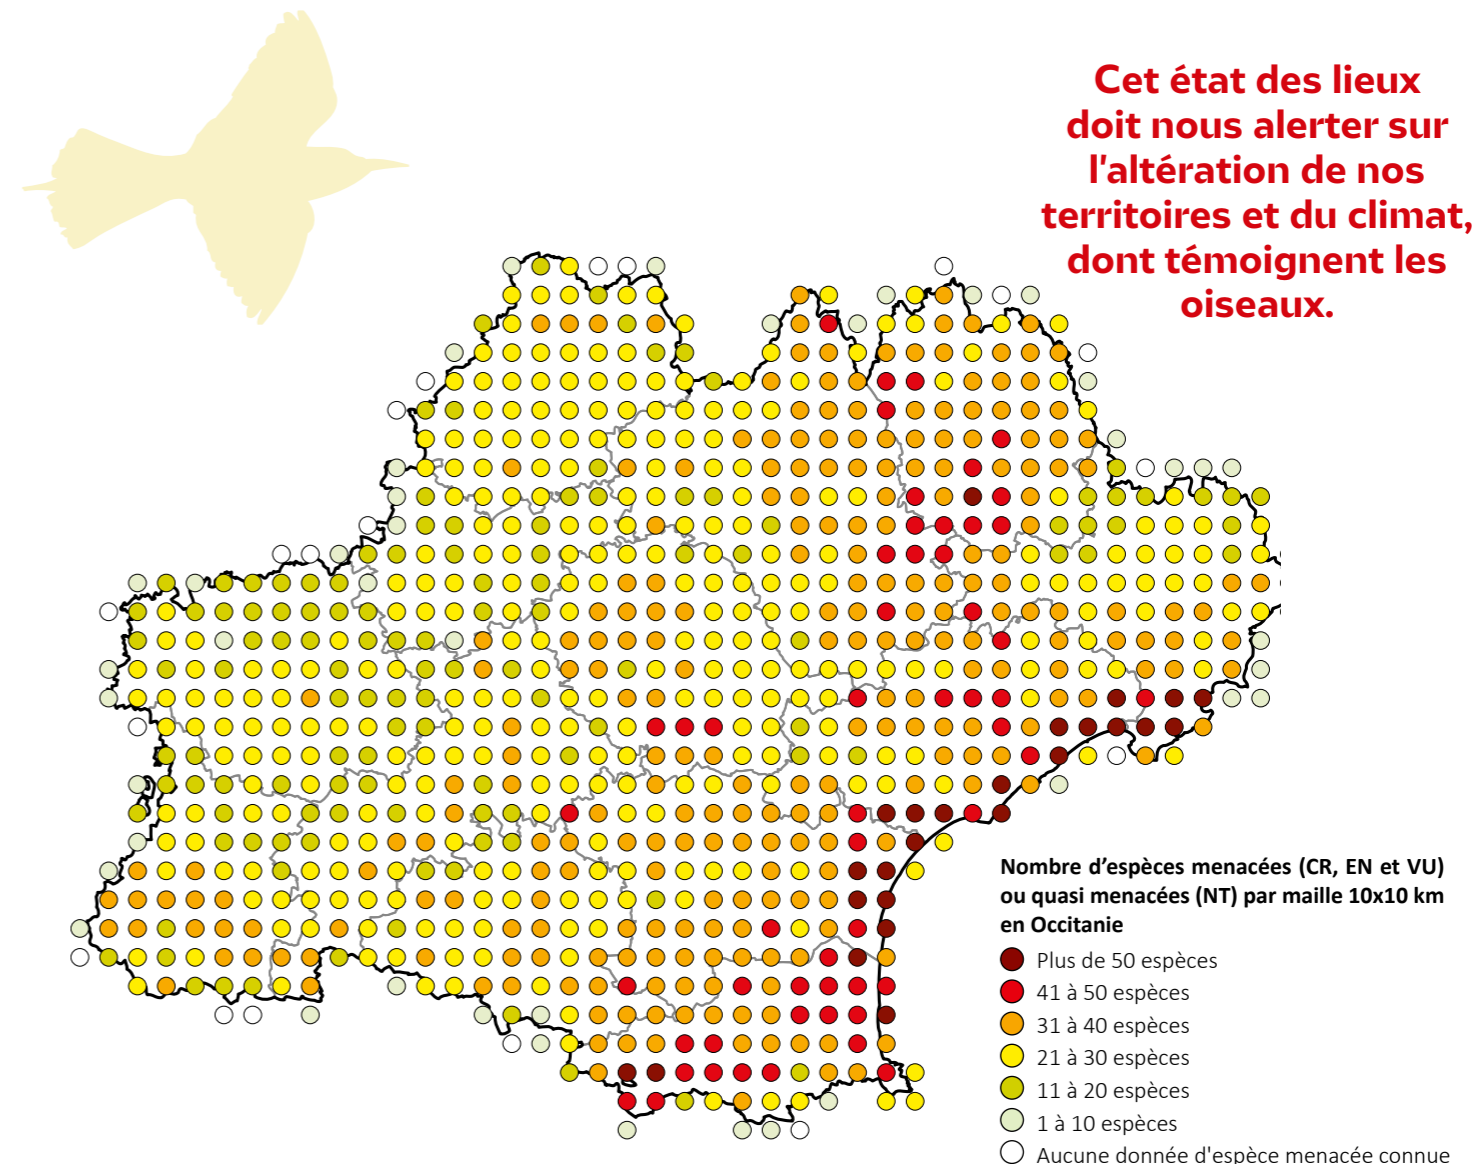 Cet état des lieux
doit nous alerter sur
l'altération de nos
territoires et du climat,
dont témoignent les
oiseaux.
Nombre d’espèces menacées (CR, EN et VU)
ou quasi menacées (NT) par maille 10x10 km
en Occitanie
Plus de 50 espèces
41 à 50 espèces
31 à 40 espèces
21 à 30 espèces
11 à 20 espèces
1 à 10 espèces
Aucune donnée d'espèce menacée connue